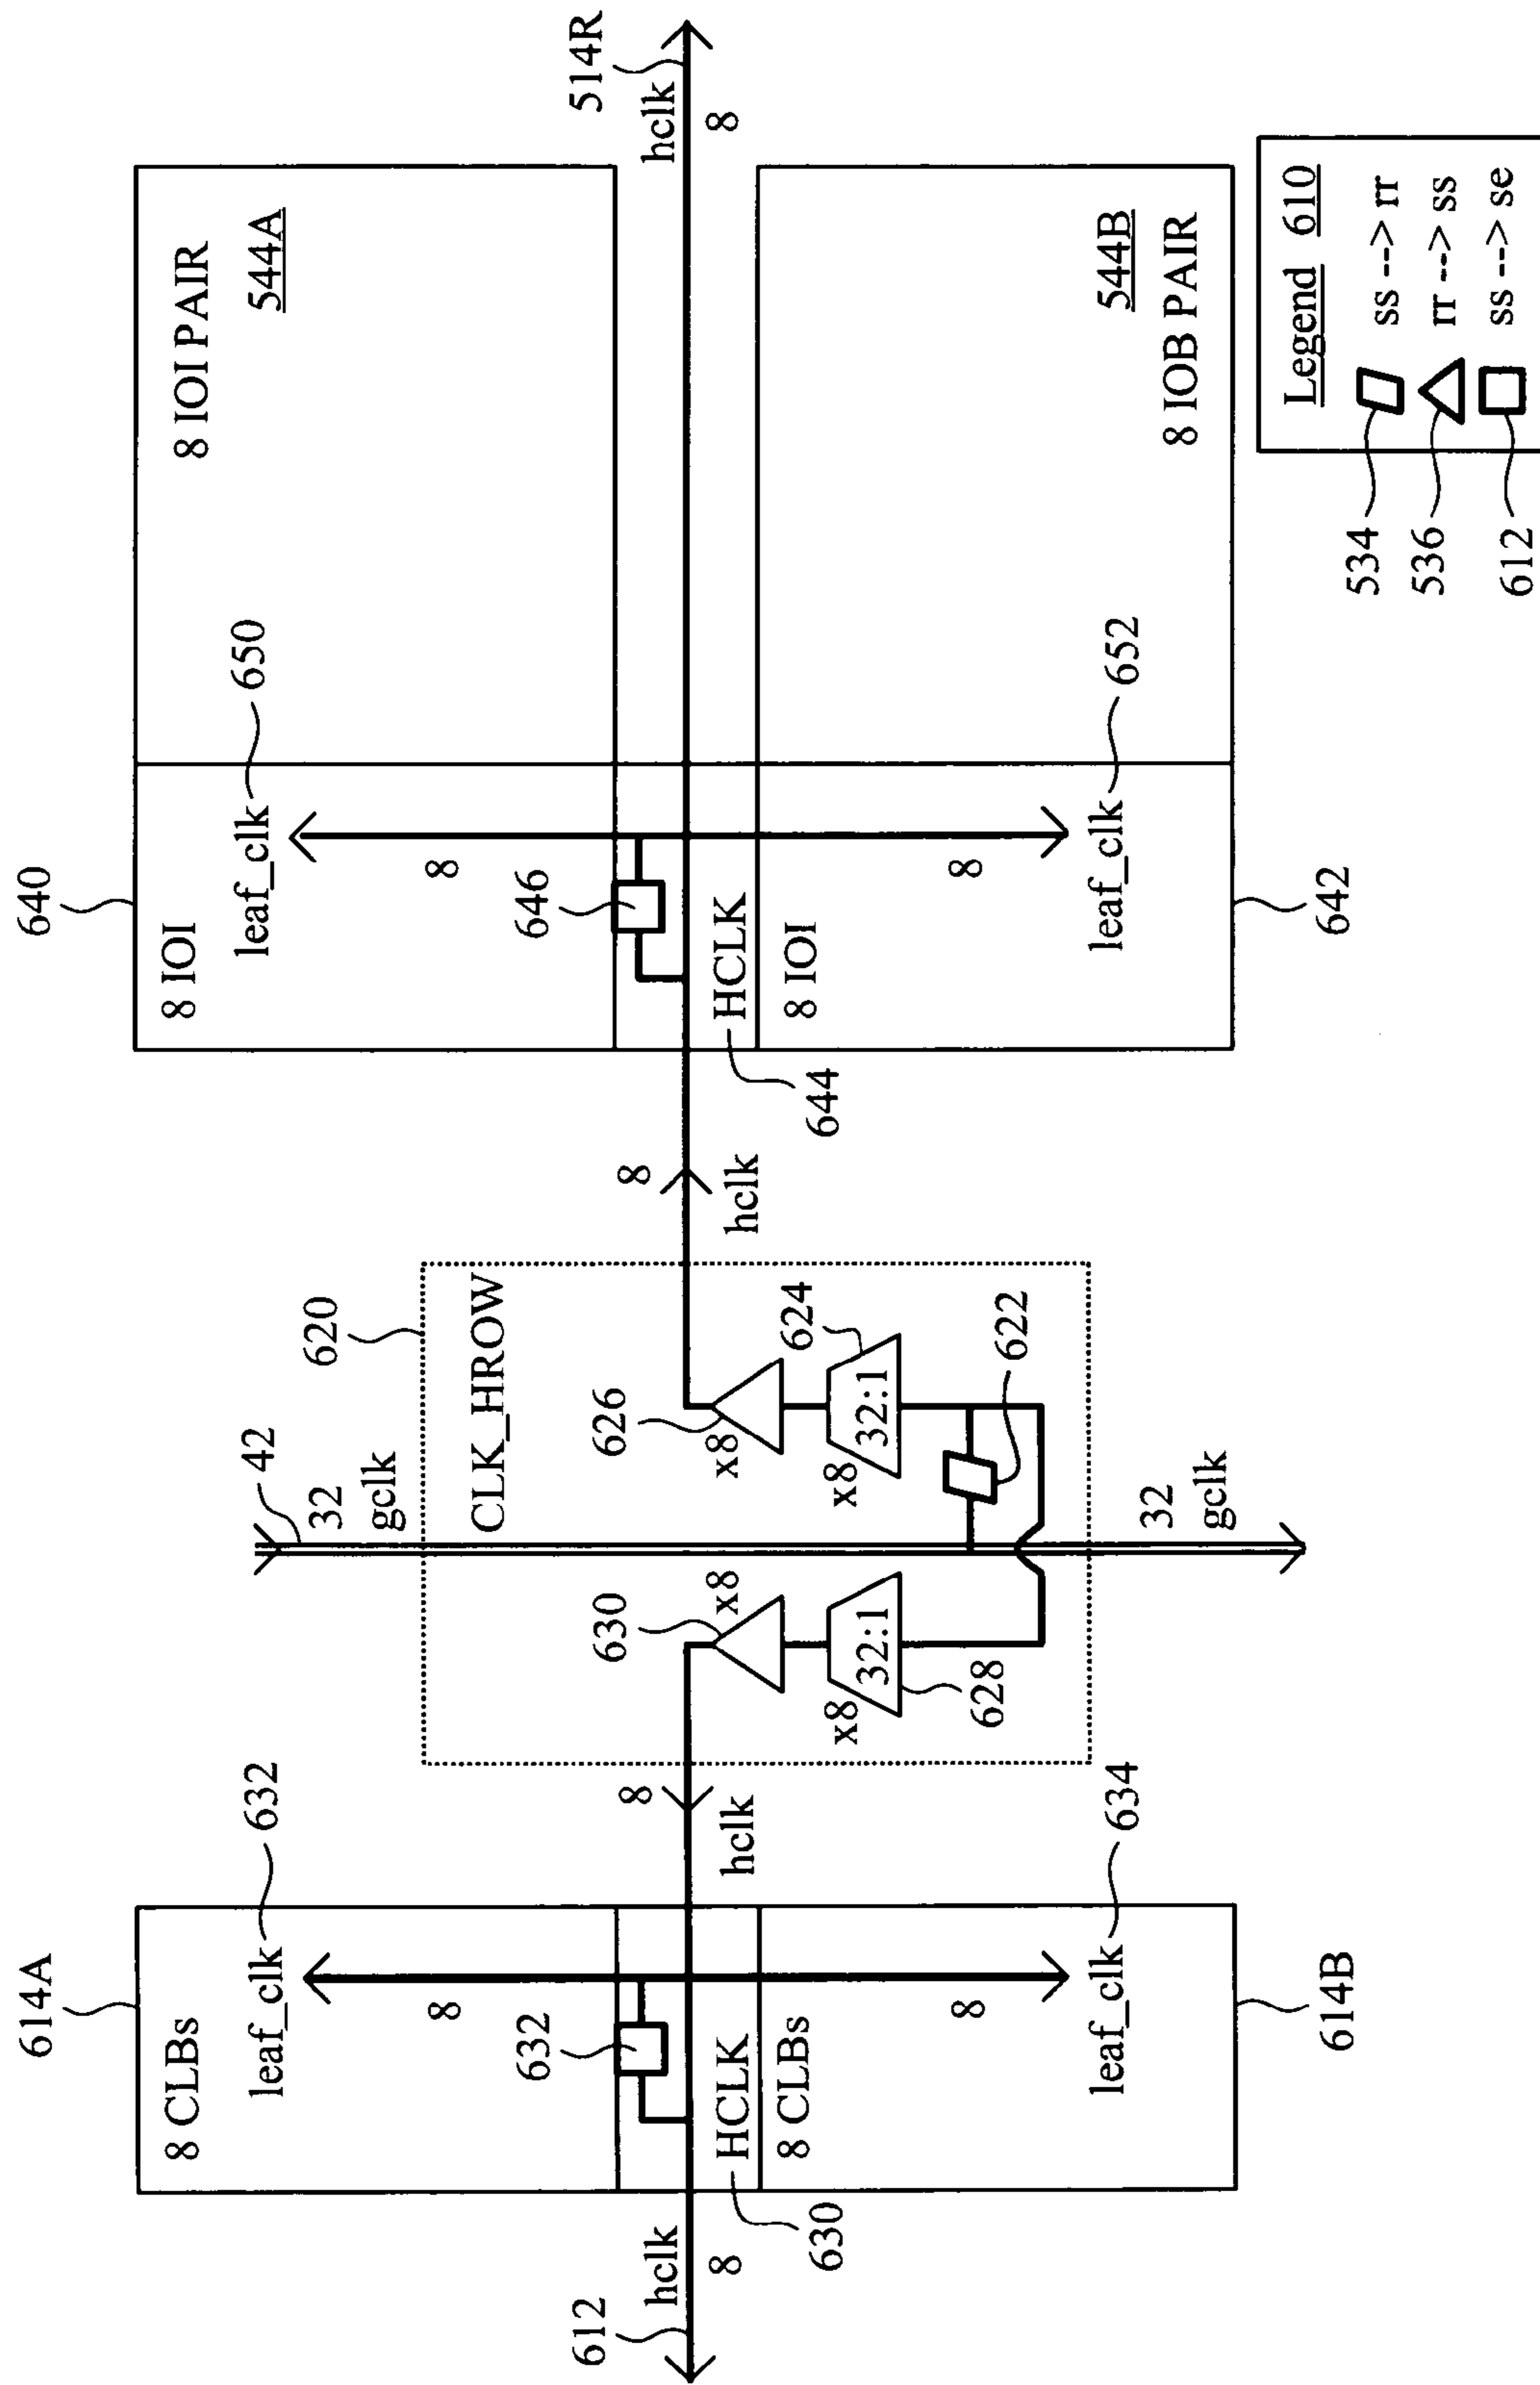 614A
8 CLBs
leaf_clk
632
8
632
612
hclk
8
HCLK
630
8 CLBs
8
leaf_clk
634
614B
8
hclk
42
32
gclk
620
CLK_HROW
630
x8
x8
32:1
628
626
x8
x8
32:1
624
622
32
gclk
8
hclk
640
8 IOI
leaf_clk
650
8
646
HCLK
644
8 IOI
8
leaf_clk
652
642
8 IOI PAIR
544A
514R
hclk
8
544B
8 IOB PAIR
Legend 610
534
ss --> rr
536
rr --> ss
612
ss --> se